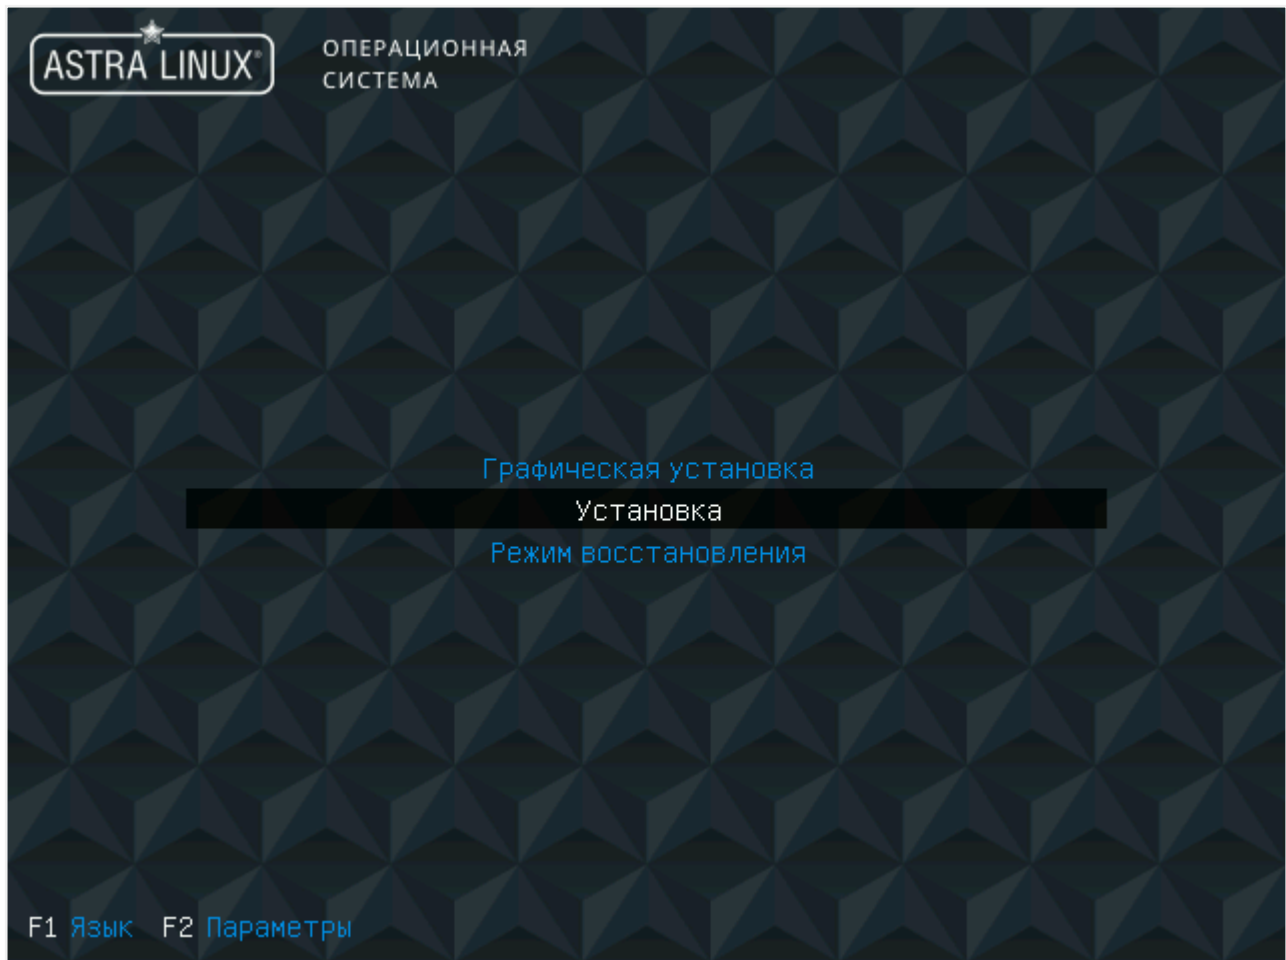 ASTRA LINUX®
ОПЕРАЦИОННАЯ
СИСТЕМА
Графическая установка
Установка
Режим восстановления
F1 Язык F2 Параметры